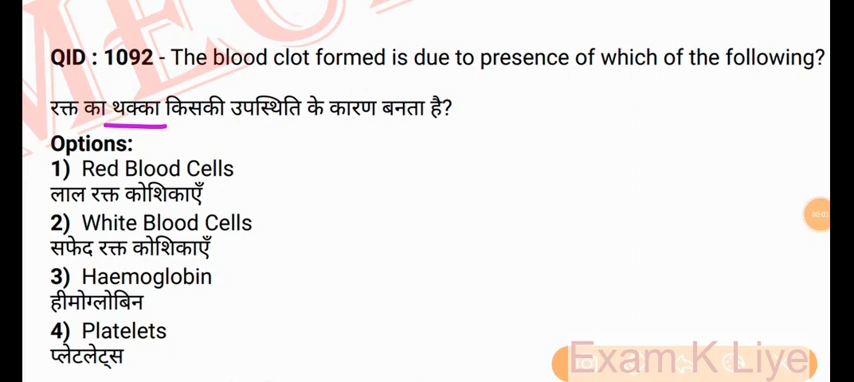 QID : 1092 - The blood clot formed is due to presence of which of the following?
रक्त का थक्का किसकी उपस्थिति के कारण बनता है?
Options:
1) Red Blood Cells
लाल रक्त कोशिकाएँ
2) White Blood Cells
सफेद रक्त कोशिकाएँ
3) Haemoglobin
हीमोग्लोबिन
4) Platelets
प्लेटलेट्स
Exam K Liye